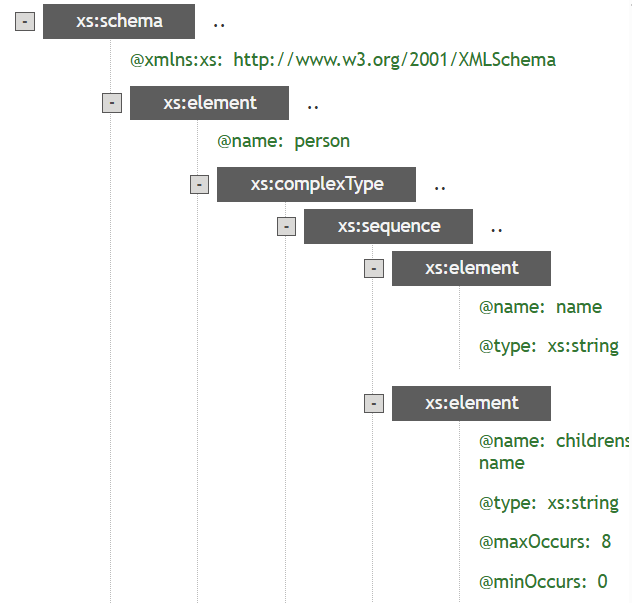 - xs:schema ..
@xmlns:xs: http://www.w3.org/2001/XMLSchema
- xs:element ..
@name: person
- xs:complexType ..
- xs:sequence ..
- xs:element
@name: name
@type: xs:string
- xs:element
@name: childrens
name
@type: xs:string
@maxOccurs: 8
@minOccurs: 0